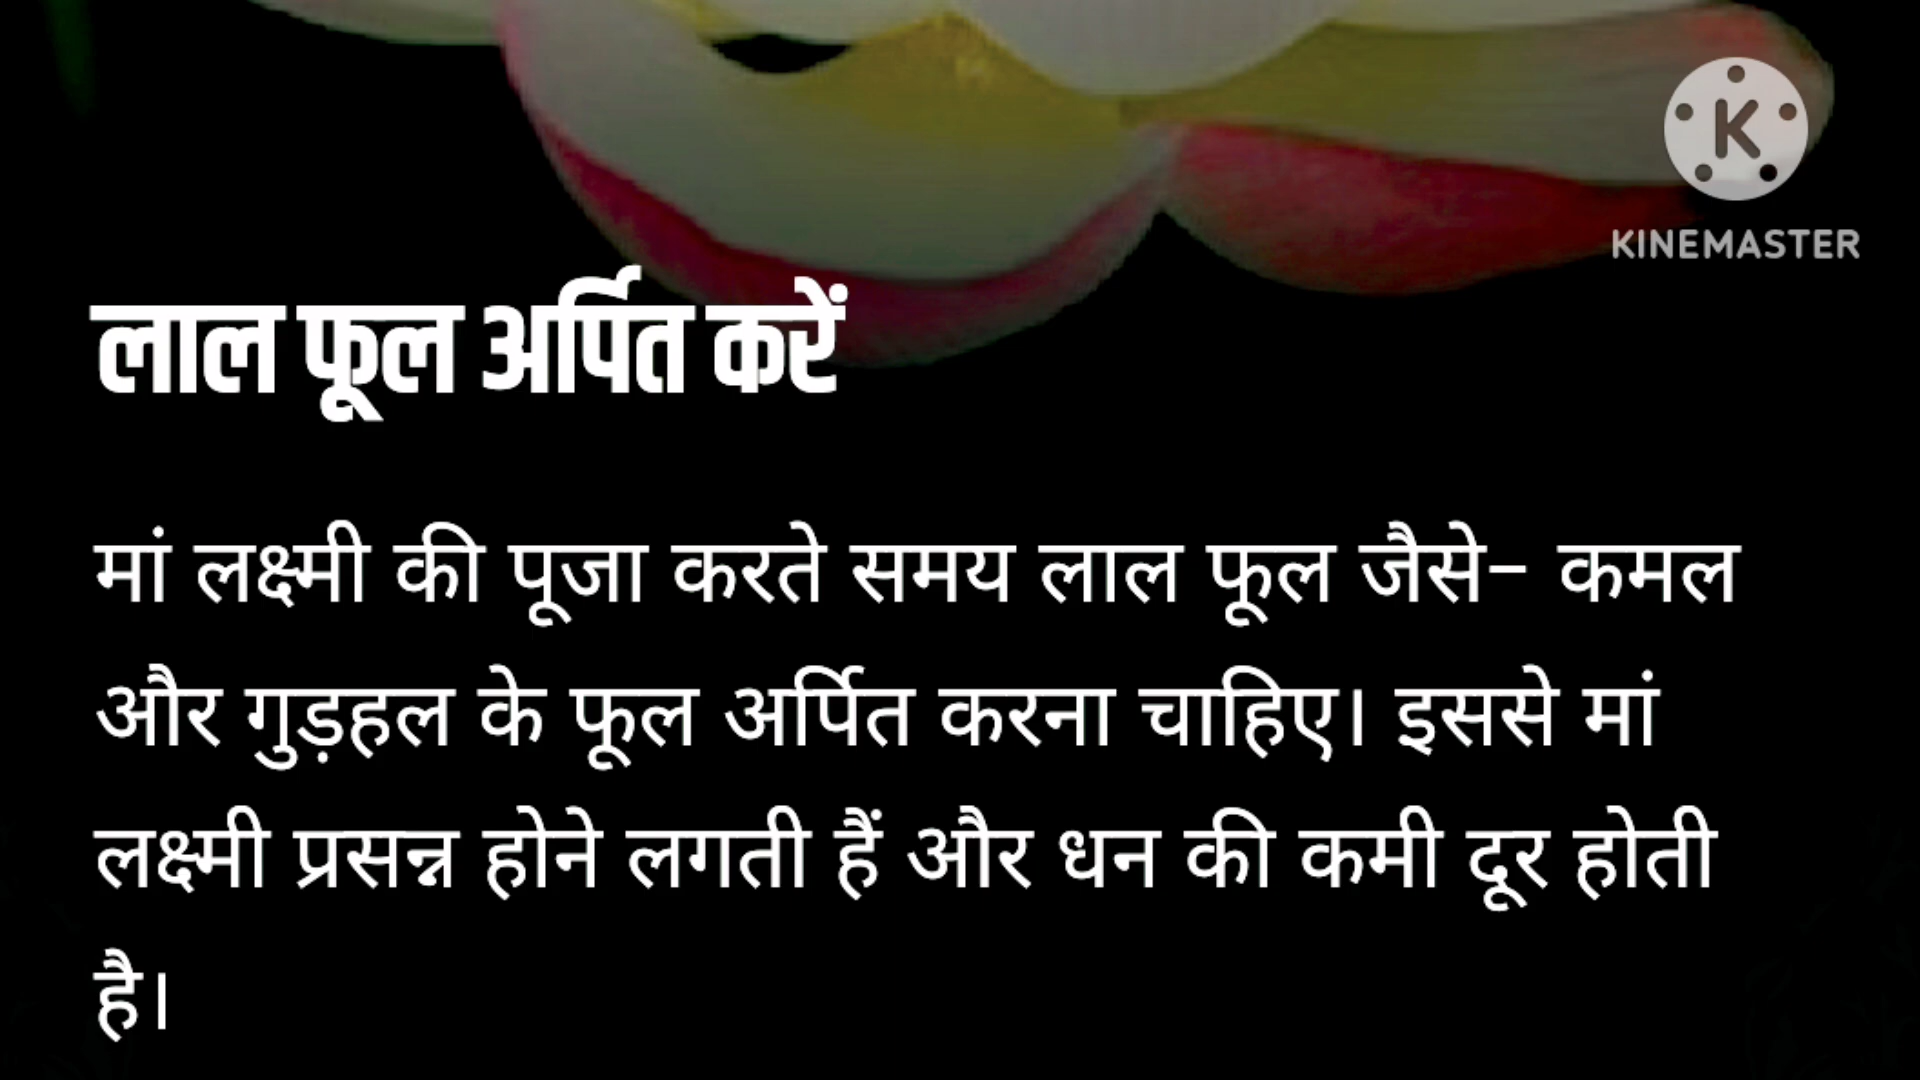 K
KINEMASTER
लाल फूल अर्पित करें
मां लक्ष्मी की पूजा करते समय लाल फूल जैसे- कमल
और गुड़हल के फूल अर्पित करना चाहिए। इससे मां
लक्ष्मी प्रसन्न होने लगती हैं और धन की कमी दूर होती
है।